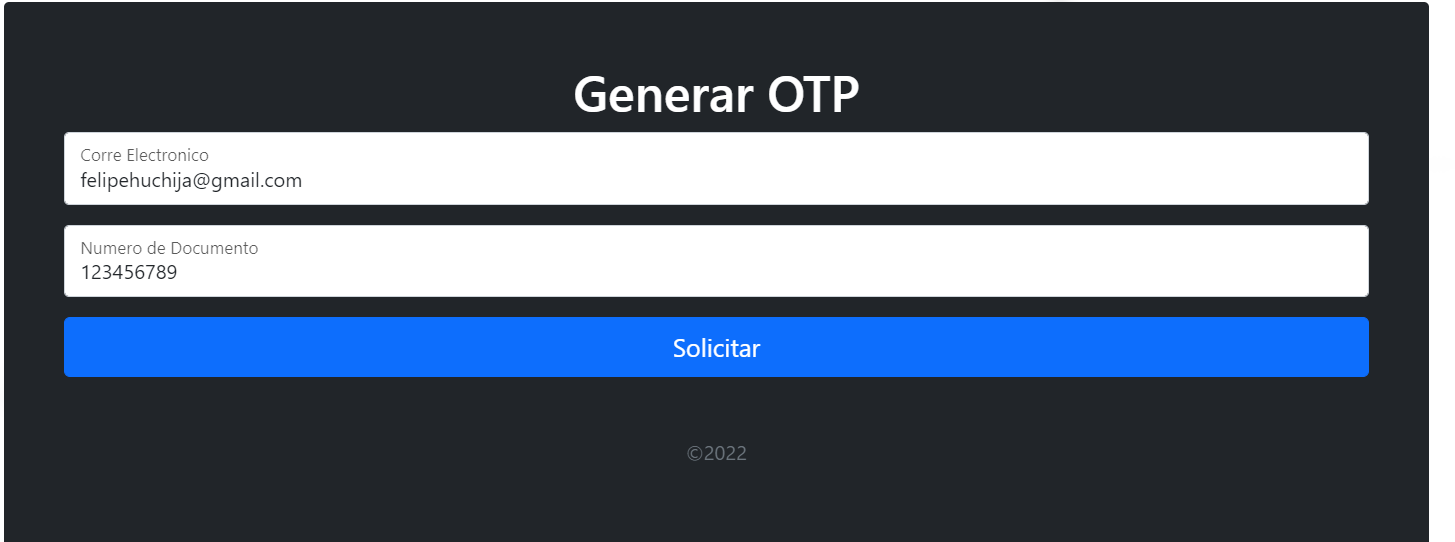 Generar OTP
Corre Electronico
felipehuchija@gmail.com
Numero de Documento
123456789
Solicitar
©2022